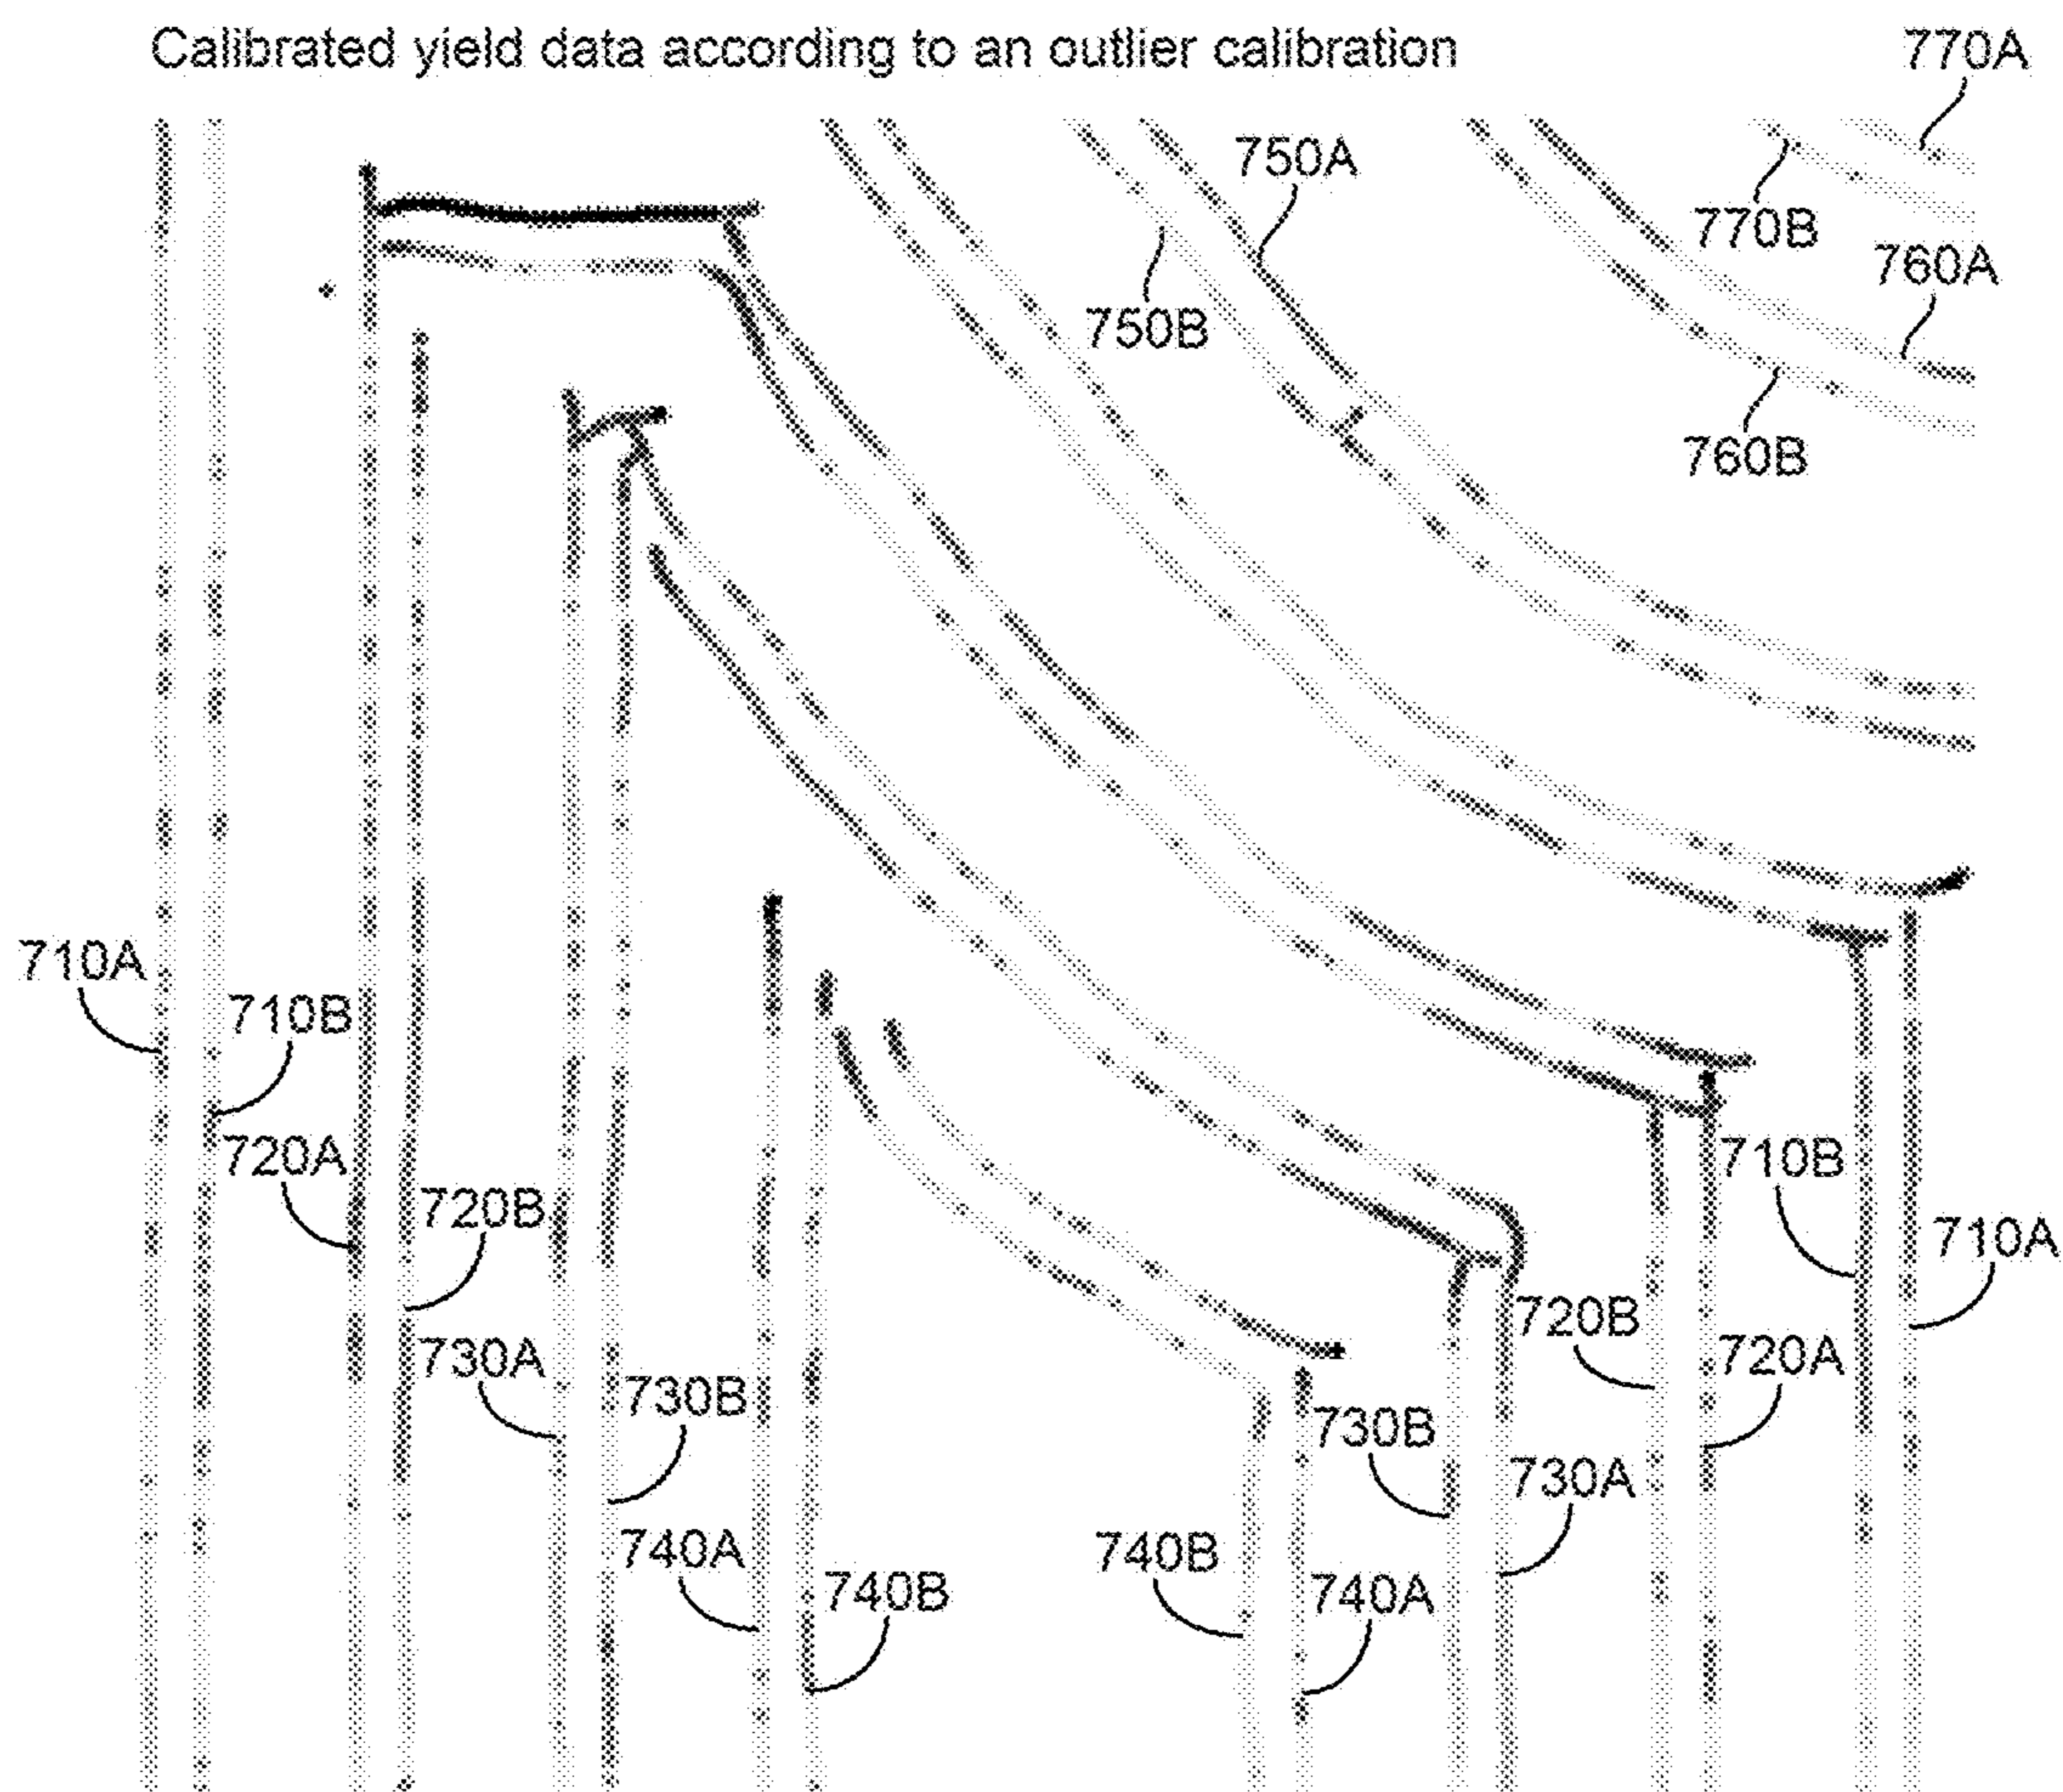 Calibrated yield data according to an outlier calibration
770A
750A
770B
760A
750B
760B
710A
710B
720A
710B
720B
710A
720B
730A
720A
730B
730B
730A
740A
740B
740B
740A